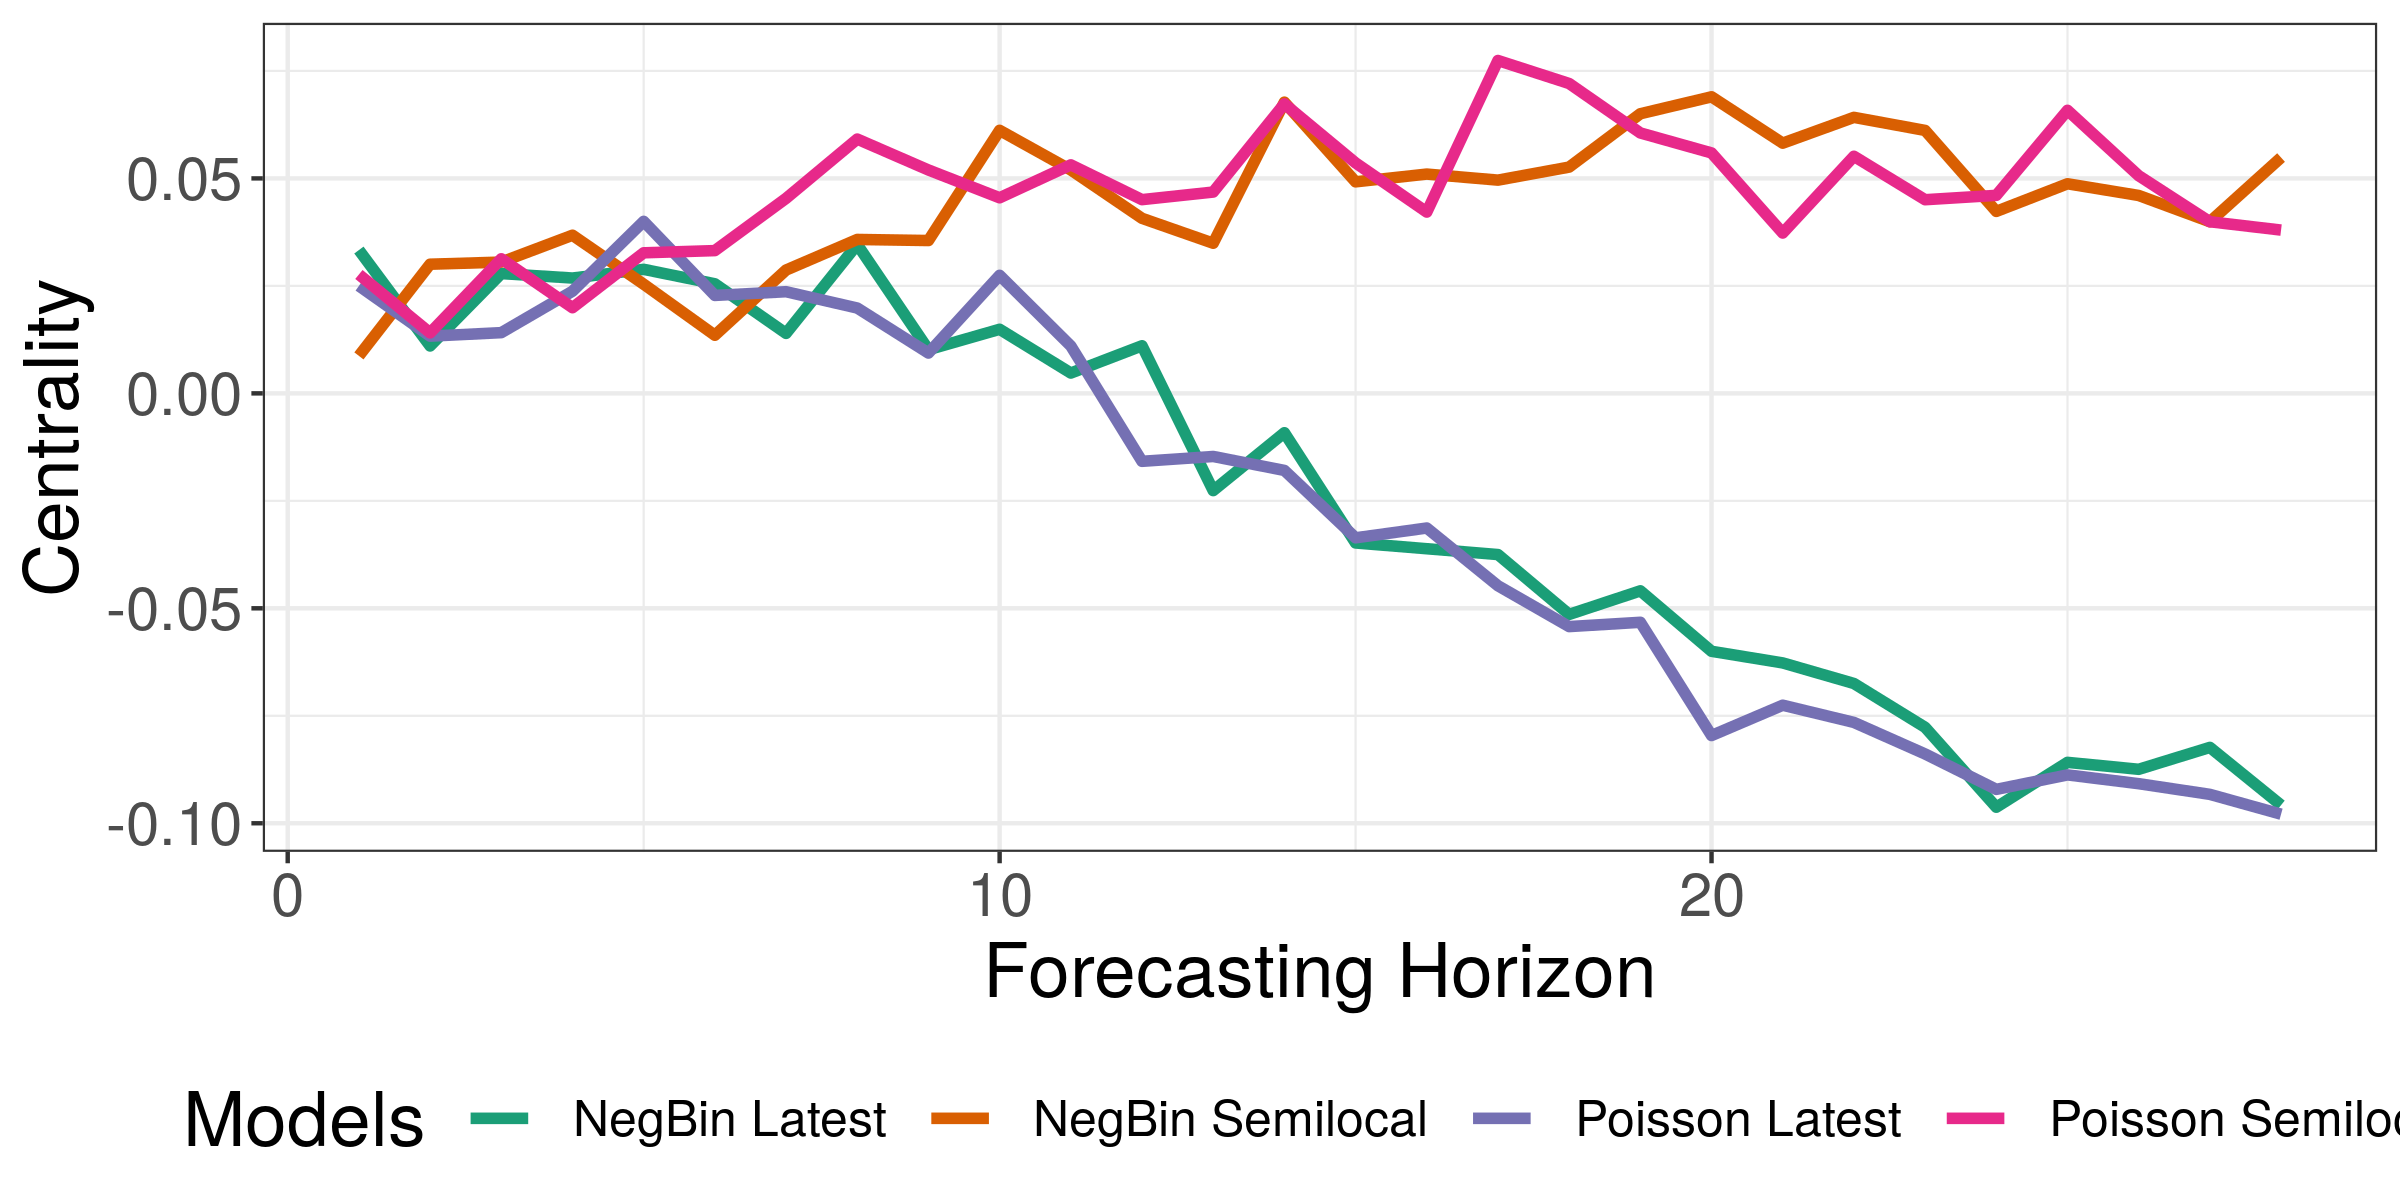 Centrality
0.05
0.00
-0.05
-0.10
0 10 20
Forecasting Horizon
Models NegBin Latest NegBin Semilocal Poisson Latest Poisson